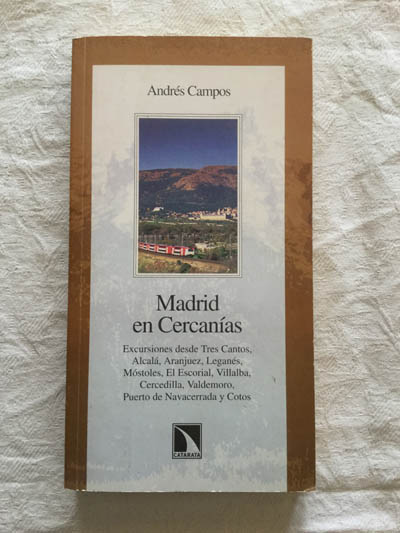 Andrés Campos
Madrid
en Cercanías
Excursiones desde Tres Cantos,
Alcalá, Aranjuez, Leganés,
Móstoles, El Escorial, Villalba,
Cercedilla, Valdemoro,
Puerto de Navacerrada y Cotos
CATARATA